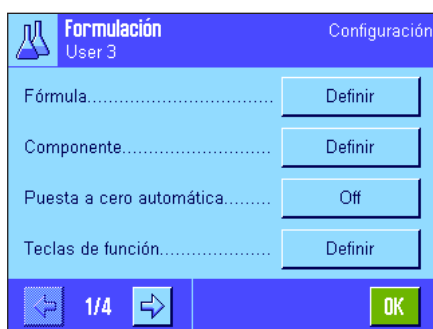 Formulación
Configuración
User 3
Fórmula................................. Definir
Componente........................... Definir
Puesta a cero automática......... Off
Teclas de función.................... Definir
1/4
OK